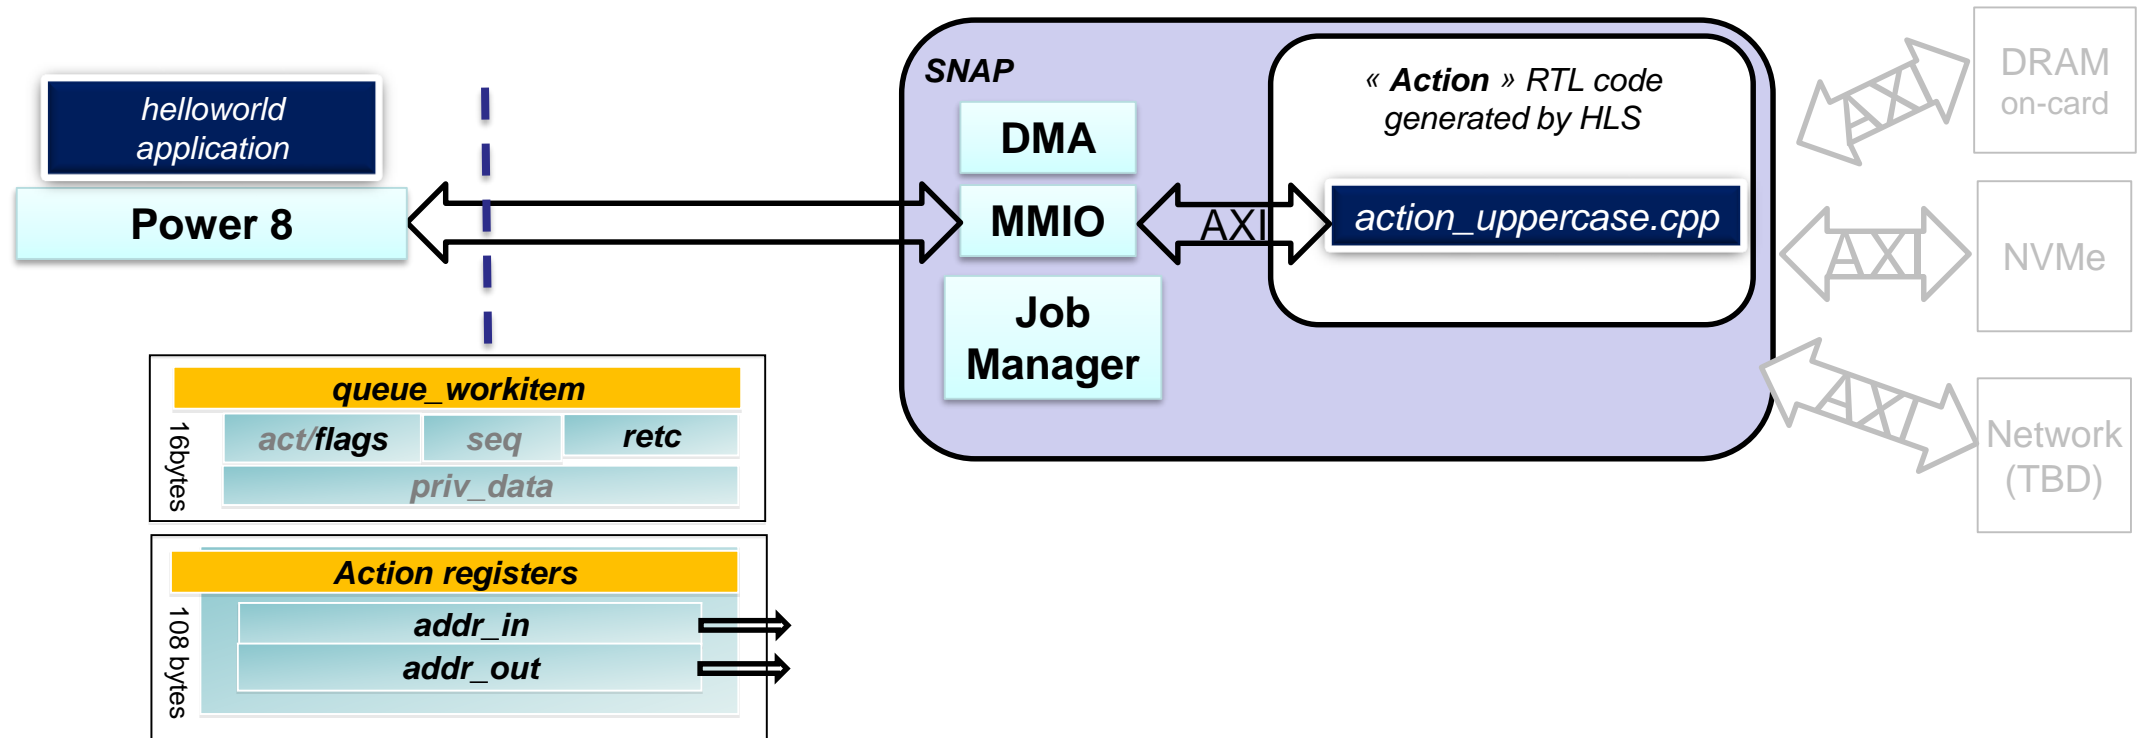 helloworld
application
Power 8
SNAP
DMA
MMIO
Job
Manager
AXI
« Action » RTL code
generated by HLS
action_uppercase.cpp
AXI
DRAM
on-card
AXI
NVMe
AXI
Network
(TBD)
queue_workitem
16bytes
act/flags
seq
retc
priv_data
Action registers
108 bytes
addr_in
addr_out